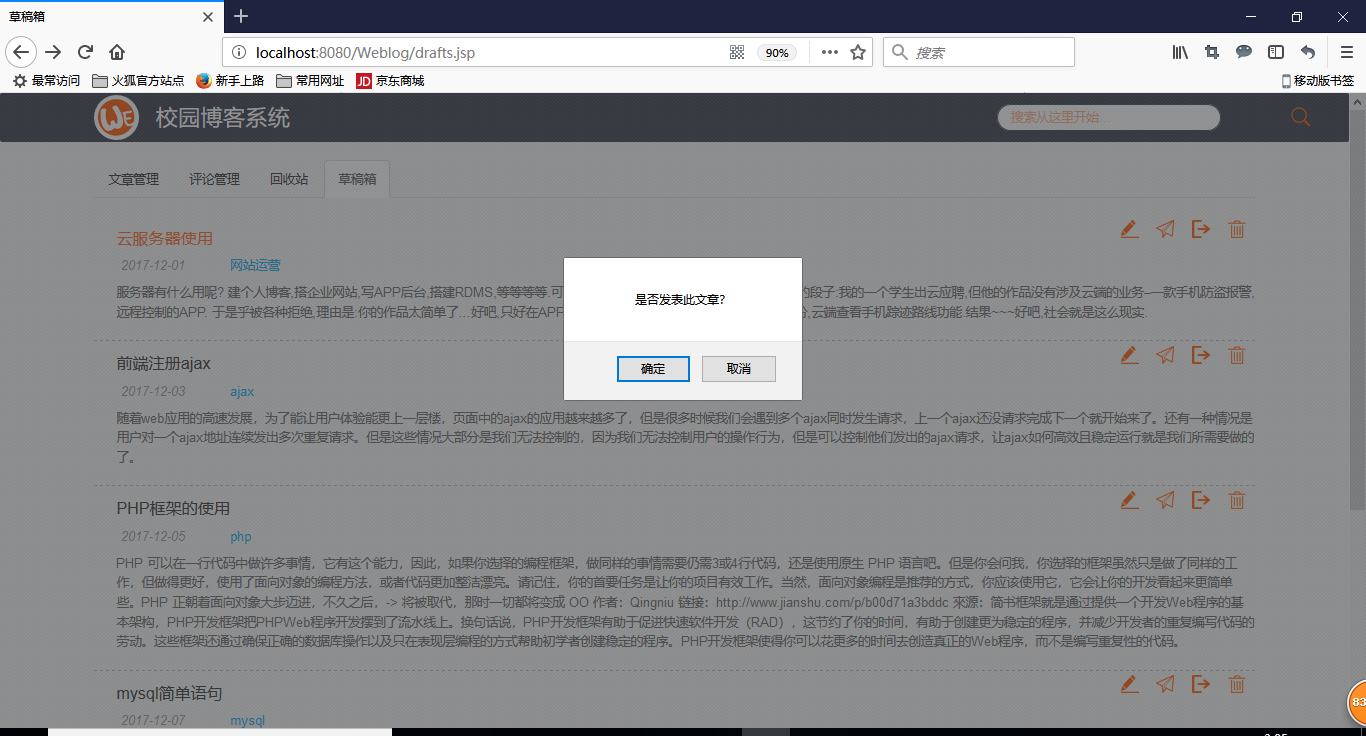 草稿箱
localhost:8080/Weblog/drafts.jsp
90%
搜索
最常访问 火狐官方站点 新手上路 常用网址 JD 京东商城 移动版书签
WE 校园博客系统 搜索从这里开始...
文章管理 评论管理 回收站 草稿箱
云服务器使用
2017-12-01 网站运营
服务器有什么用呢? 建个人博客,搭企业网站,写APP后台,搭建RDMS,等等等等.可 的段子:我的一个学生出云应聘,但他的作品没有涉及云端的业务–一款手机防盗报警,
远程控制的APP. 于是乎被各种拒绝,理由是:你的作品太简单了…好吧,只好在APP 分,云端查看手机踪迹路线功能.结果~~~好吧,社会就是这么现实.
是否发表此文章?
确定 取消
前端注册ajax
2017-12-03 ajax
随着web应用的高速发展，为了能让用户体验能更上一层楼，页面中的ajax的应用越来越多了，但是很多时候我们会遇到多个ajax同时发生请求，上一个ajax还没请求完成下一个就开始来了。还有一种情况是
用户对一个ajax地址连续发出多次重复请求。但是这些情况大部分是我们无法控制的，因为我们无法控制用户的操作行为，但是可以控制他们发出的ajax请求，让ajax如何高效且稳定运行就是我们所需要做的
了。
PHP框架的使用
2017-12-05 php
PHP 可以在一行代码中做许多事情，它有这个能力，因此，如果你选择的编程框架，做同样的事情需要仍需3或4行代码，还是使用原生 PHP 语言吧。但是你会问我，你选择的框架虽然只是做了同样的工
作，但做得更好，使用了面向对象的编程方法，或者代码更加整洁漂亮。请记住，你的首要任务是让你的项目有效工作。当然，面向对象编程是推荐的方式，你应该使用它，它会让你的开发看起来更简单
些。PHP 正朝着面向对象大步迈进，不久之后，-> 将被取代，那时一切都将变成 OO 作者：Qingniu 链接：http://www.jianshu.com/p/b00d71a3bddc 來源：简书框架就是通过提供一个开发Web程序的基
本架构，PHP开发框架把PHPWeb程序开发摆到了流水线上。换句话说，PHP开发框架有助于促进快速软件开发（RAD），这节约了你的时间，有助于创建更为稳定的程序，并减少开发者的重复编写代码的
劳动。这些框架还通过确保正确的数据库操作以及只在表现层编程的方式帮助初学者创建稳定的程序。PHP开发框架使得你可以花更多的时间去创造真正的Web程序，而不是编写重复性的代码。
mysql简单语句
2017-12-07 mysql
83